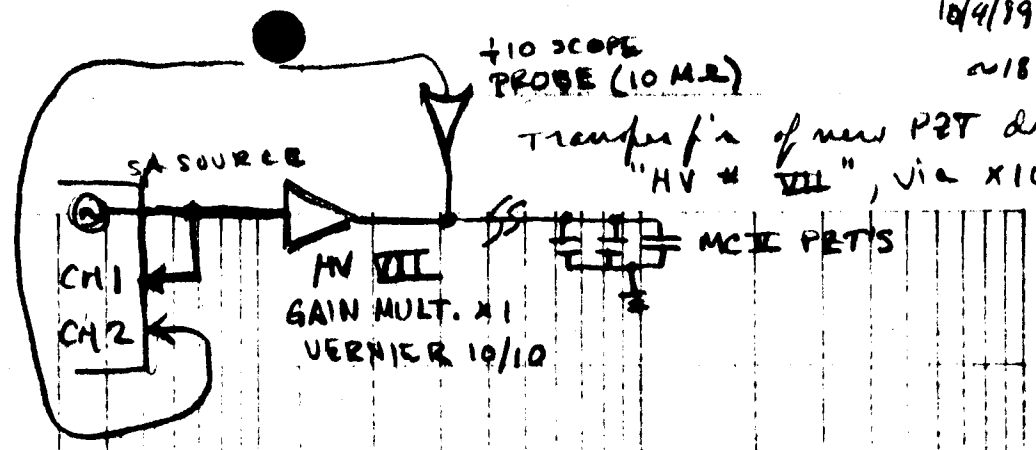 10/4/89
÷10 SCOPE
~18
PROBE (10 MΩ)
Transfer f'n of new PZT
"HV # VII", via X10
SA SOURCE
CH1
CH2
HV VII
GAIN MULT. X1
VERNIER 10/10
MC II PZT'S